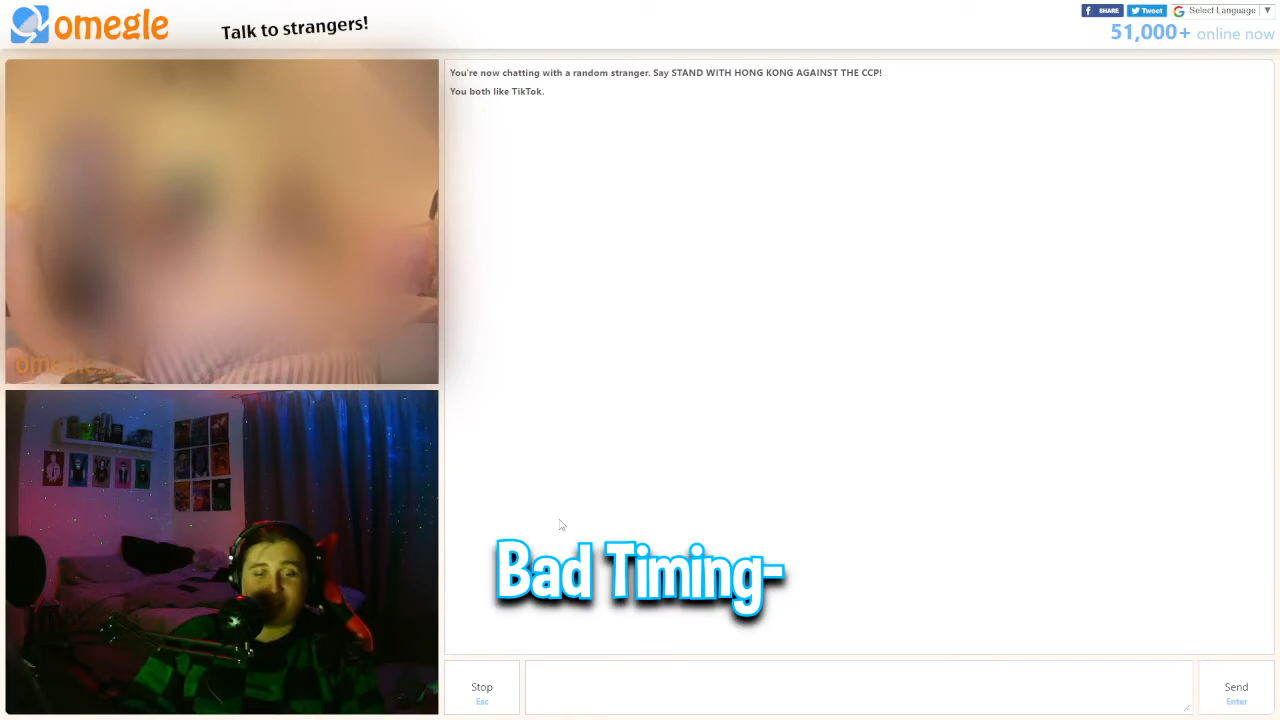 omegle
Talk to strangers!
f SHARE
Tweet
G Select Language ▼
51,000+ online now
You're now chatting with a random stranger. Say STAND WITH HONG KONG AGAINST THE CCP!
You both like TikTok.
omegle
Bad Timing-
Stop
Esc
Send
Enter